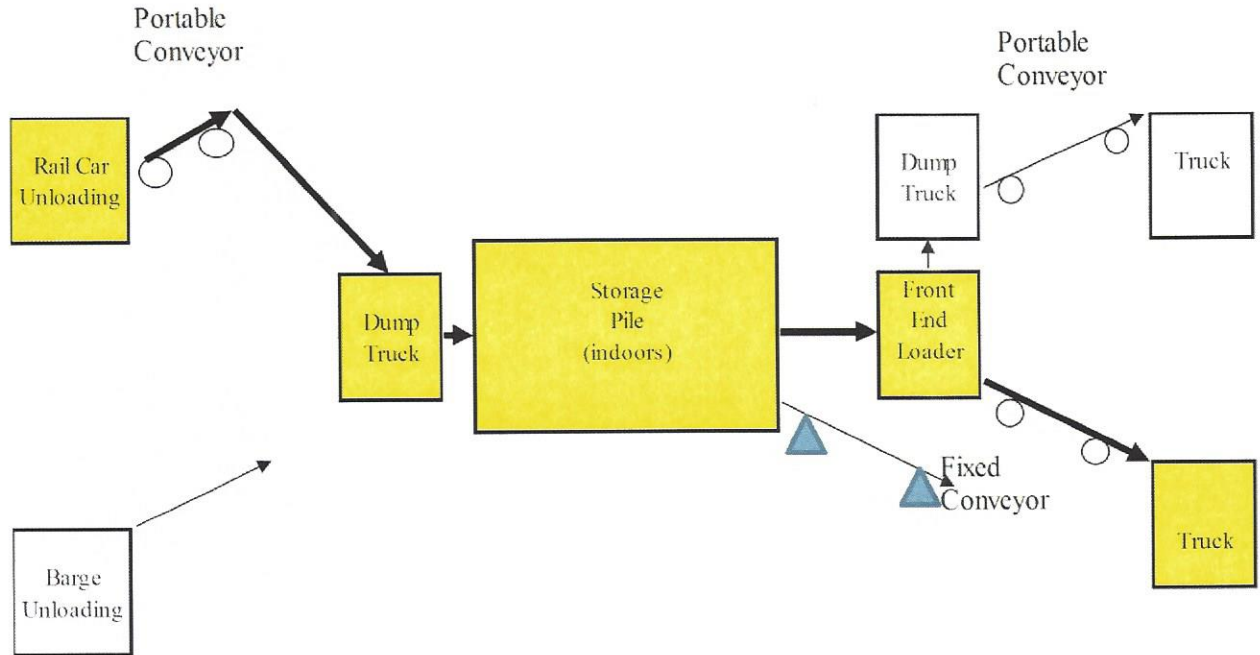 Portable
Conveyor
Portable
Conveyor
Rail Car
Unloading
Dump
Truck
Truck
Dump
Truck
Storage
Pile
(indoors)
Front
End
Loader
Fixed
Conveyor
Truck
Barge
Unloading